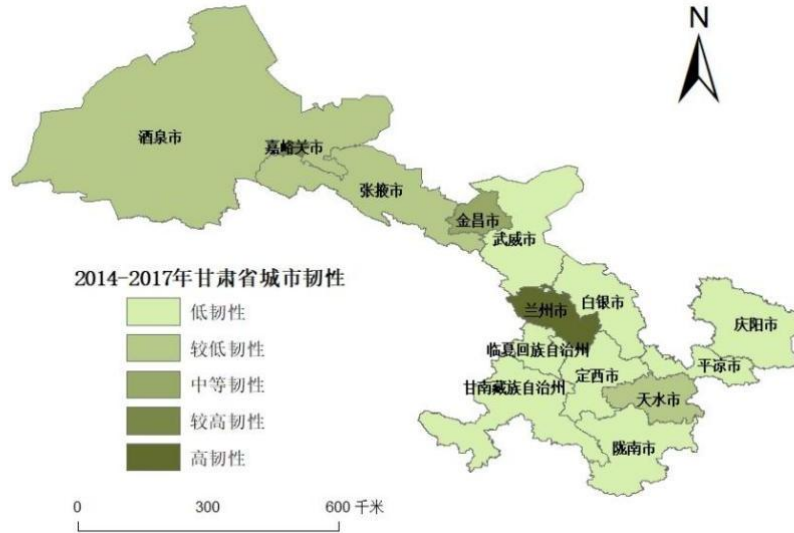 N
酒泉市
嘉峪关市
张掖市
金昌市
武威市
2014-2017年甘肃省城市韧性
低韧性
较低韧性
中等韧性
较高韧性
高韧性
兰州市
白银市
庆阳市
临夏回族自治州
定西市
平凉市
甘南藏族自治州
天水市
陇南市
0 300 600 千米